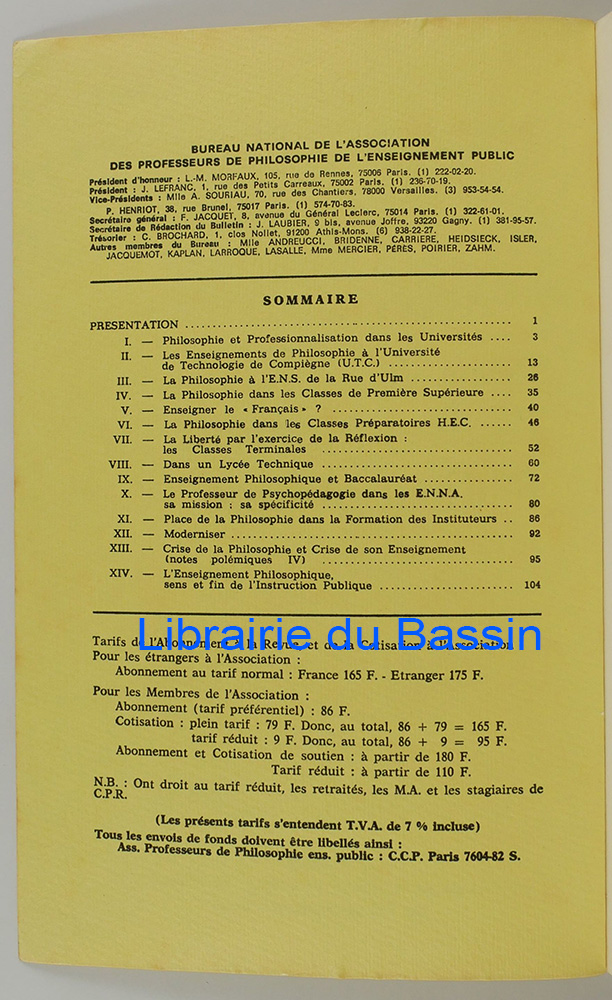 BUREAU NATIONAL DE L'ASSOCIATION
DES PROFESSEURS DE PHILOSOPHIE DE L'ENSEIGNEMENT PUBLIC
Président d'honneur : L.-M. MORFAUX, 105, rue de Rennes, 75006 Paris. (1) 222-02-20.
Président : J. LEFRANC, 1, rue des Petits Carreaux, 75002 Paris. (1) 236-70-19.
Vice-Présidents : Mlle A. SOURIAU, 70, rue des Chantiers, 78000 Versailles. (3) 953-54-54.
P. HENRIOT, 38, rue Brunel, 75017 Paris. (1) 574-70-83.
Secrétaire général : F. JACQUET, 8, avenue du Général Leclerc, 75014 Paris. (1) 322-61-01.
Secrétaire de Rédaction du Bulletin : J. LAUBIER, 9 bis, avenue Joffre, 93220 Gagny. (1) 381-95-57.
Trésorier : C. BROCHARD, 1, clos Nollet, 91200 Athis-Mons. (6) 938-22-27.
Autres membres du Bureau : Mlle ANDREUCCI, BRIDENNE, CARRIERE, HEIDSIECK, ISLER,
JACQUEMOT, KAPLAN, LARROQUE, LASALLE, Mme MERCIER, PÉRES, POIRIER, ZAHM.
SOMMAIRE
PRESENTATION ........ 1
I. — Philosophie et Professionnalisation dans les Universités .... 3
II. — Les Enseignements de Philosophie à l'Université
de Technologie de Compiègne (U.T.C.) ........ 13
III. — La Philosophie à l'E.N.S. de la Rue d'Ulm ........ 26
IV. — La Philosophie dans les Classes de Première Supérieure .... 35
V. — Enseigner le « Français » ? ........ 40
VI. — La Philosophie dans les Classes Préparatoires H.E.C. ...... 46
VII. — La Liberté par l'exercice de la Réflexion :
les Classes Terminales ........ 52
VIII. — Dans un Lycée Technique ........ 60
IX. — Enseignement Philosophique et Baccalauréat ........ 72
X. — Le Professeur de Psychopédagogie dans les E.N.N.A.
sa mission : sa spécificité ........ 80
XI. — Place de la Philosophie dans la Formation des Instituteurs .. 86
XII. — Moderniser ........ 92
XIII. — Crise de la Philosophie et Crise de son Enseignement
(notes polémiques IV) ........ 95
XIV. — L'Enseignement Philosophique,
sens et fin de l'Instruction Publique ........ 104
Librairie du Bassin
Tarifs de l'Abonnement à la Revue et de la Cotisation à l'Association
Pour les étrangers à l'Association :
Abonnement au tarif normal : France 165 F. - Etranger 175 F.
Pour les Membres de l'Association :
Abonnement (tarif préférentiel) : 86 F.
Cotisation : plein tarif : 79 F. Donc, au total, 86 + 79 = 165 F.
tarif réduit : 9 F. Donc, au total, 86 + 9 = 95 F.
Abonnement et Cotisation de soutien : à partir de 180 F.
Tarif réduit : à partir de 110 F.
N.B. : Ont droit au tarif réduit, les retraités, les M.A. et les stagiaires de
C.P.R.
(Les présents tarifs s'entendent T.V.A. de 7 % incluse)
Tous les envois de fonds doivent être libellés ainsi :
Ass. Professeurs de Philosophie ens. public : C.C.P. Paris 7604-82 S.